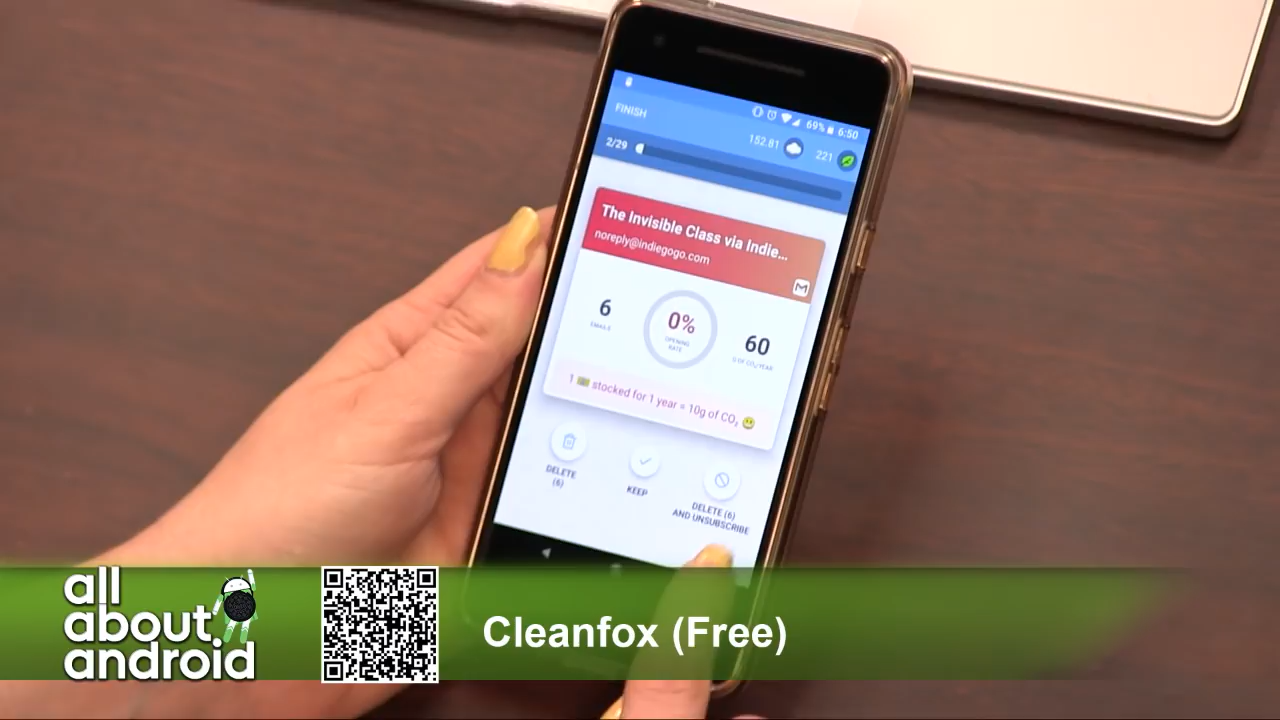 69% 6:50
FINISH
152.81 221
2/29
The Invisible Class via Indie...
noreply@indiegogo.com
6
EMAILS
0%
OPENING
RATE
60
G OF CO₂/YEAR
1 stocked for 1 year = 10g of CO₂
DELETE
(6)
KEEP
DELETE (6)
AND UNSUBSCRIBE
all
about
android
Cleanfox (Free)